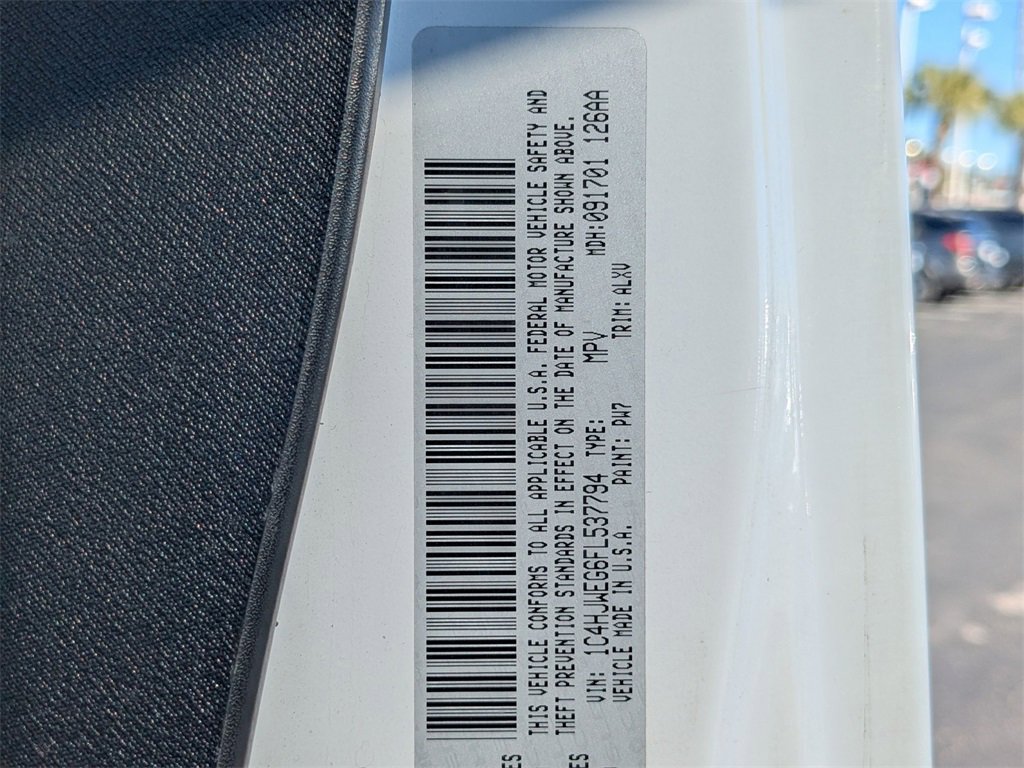 THIS VEHICLE CONFORMS TO ALL APPLICABLE U.S.A. FEDERAL MOTOR VEHICLE SAFETY AND
THEFT PREVENTION STANDARDS IN EFFECT ON THE DATE OF MANUFACTURE SHOWN ABOVE.
VIN: 1C4HJWEG6FL537794 TYPE: MPV MDH:091701 126AA
VEHICLE MADE IN U.S.A. PAINT: PW7 TRIM: ALXV